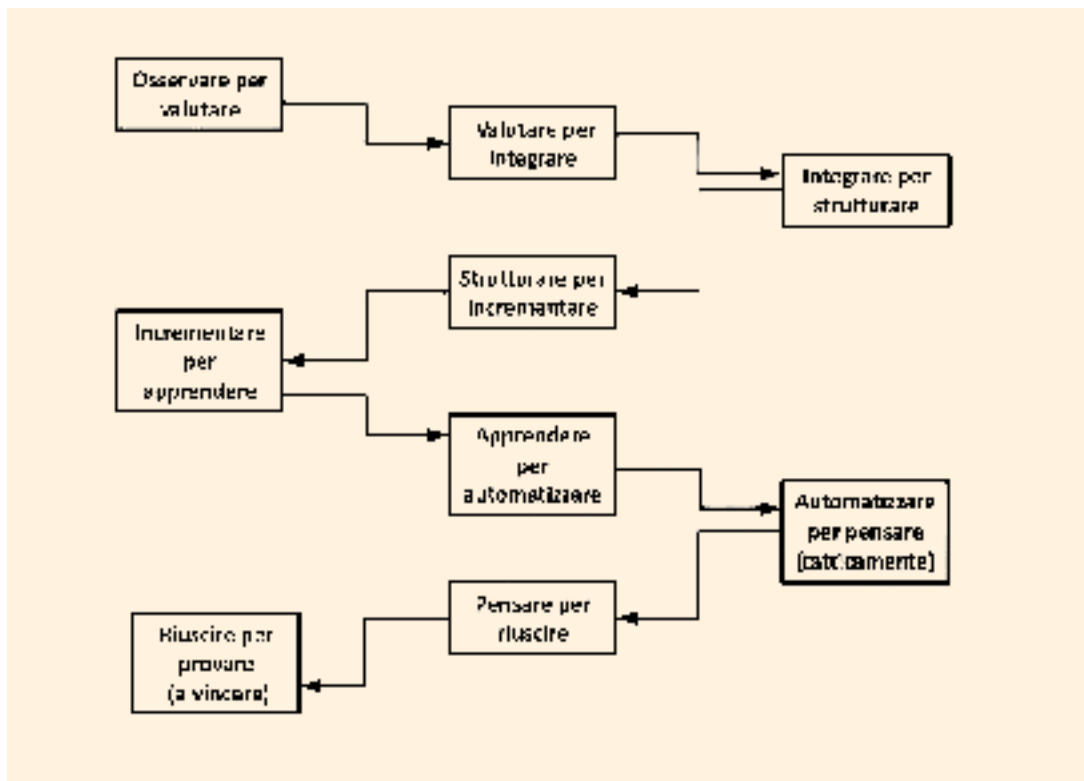 Osservare per
valutare
Valutare per
integrare
Integrare per
strutturare
Strutturare per
incrementare
Incrementare
per
apprendere
Apprendere
per
automatizzare
Automatizzare
per pensare
(tatticamente)
Pensare per
riuscire
Riuscire per
provare
(a vincere)